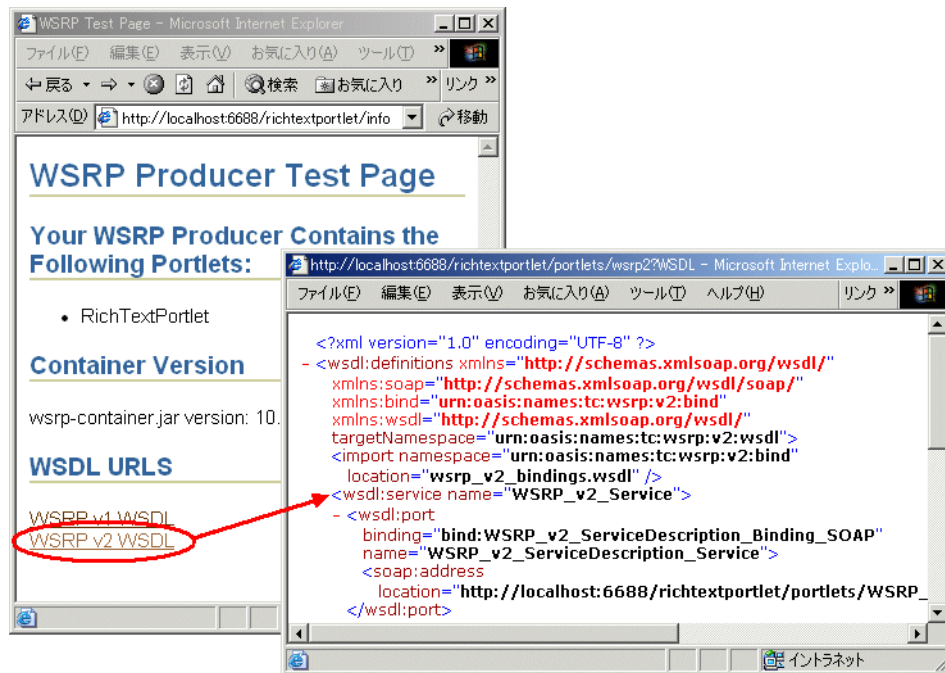 WSRP Test Page - Microsoft Internet Explorer
ファイル(F) 編集(E) 表示(V) お気に入り(A) ツール(T) »
戻る 検索 お気に入り » リンク »
アドレス(D) http://localhost:6688/richtextportlet/info 移動
WSRP Producer Test Page
Your WSRP Producer Contains the
Following Portlets:
• RichTextPortlet
Container Version
wsrp-container.jar version: 10.
WSDL URLS
WSRP v1 WSDL
WSRP v2 WSDL
http://localhost:6688/richtextportlet/portlets/wsrp2?WSDL - Microsoft Internet Explo...
ファイル(F) 編集(E) 表示(V) お気に入り(A) ツール(T) ヘルプ(H) リンク »
<?xml version="1.0" encoding="UTF-8" ?>
- <wsdl:definitions xmlns="http://schemas.xmlsoap.org/wsdl/"
xmlns:soap="http://schemas.xmlsoap.org/wsdl/soap/"
xmlns:bind="urn:oasis:names:tc:wsrp:v2:bind"
xmlns:wsdl="http://schemas.xmlsoap.org/wsdl/"
targetNamespace="urn:oasis:names:tc:wsrp:v2:wsdl">
<import namespace="urn:oasis:names:tc:wsrp:v2:bind"
location="wsrp_v2_bindings.wsdl" />
<wsdl:service name="WSRP_v2_Service">
- <wsdl:port
binding="bind:WSRP_v2_ServiceDescription_Binding_SOAP"
name="WSRP_v2_ServiceDescription_Service">
<soap:address
location="http://localhost:6688/richtextportlet/portlets/WSRP_
</wsdl:port>
イントラネット